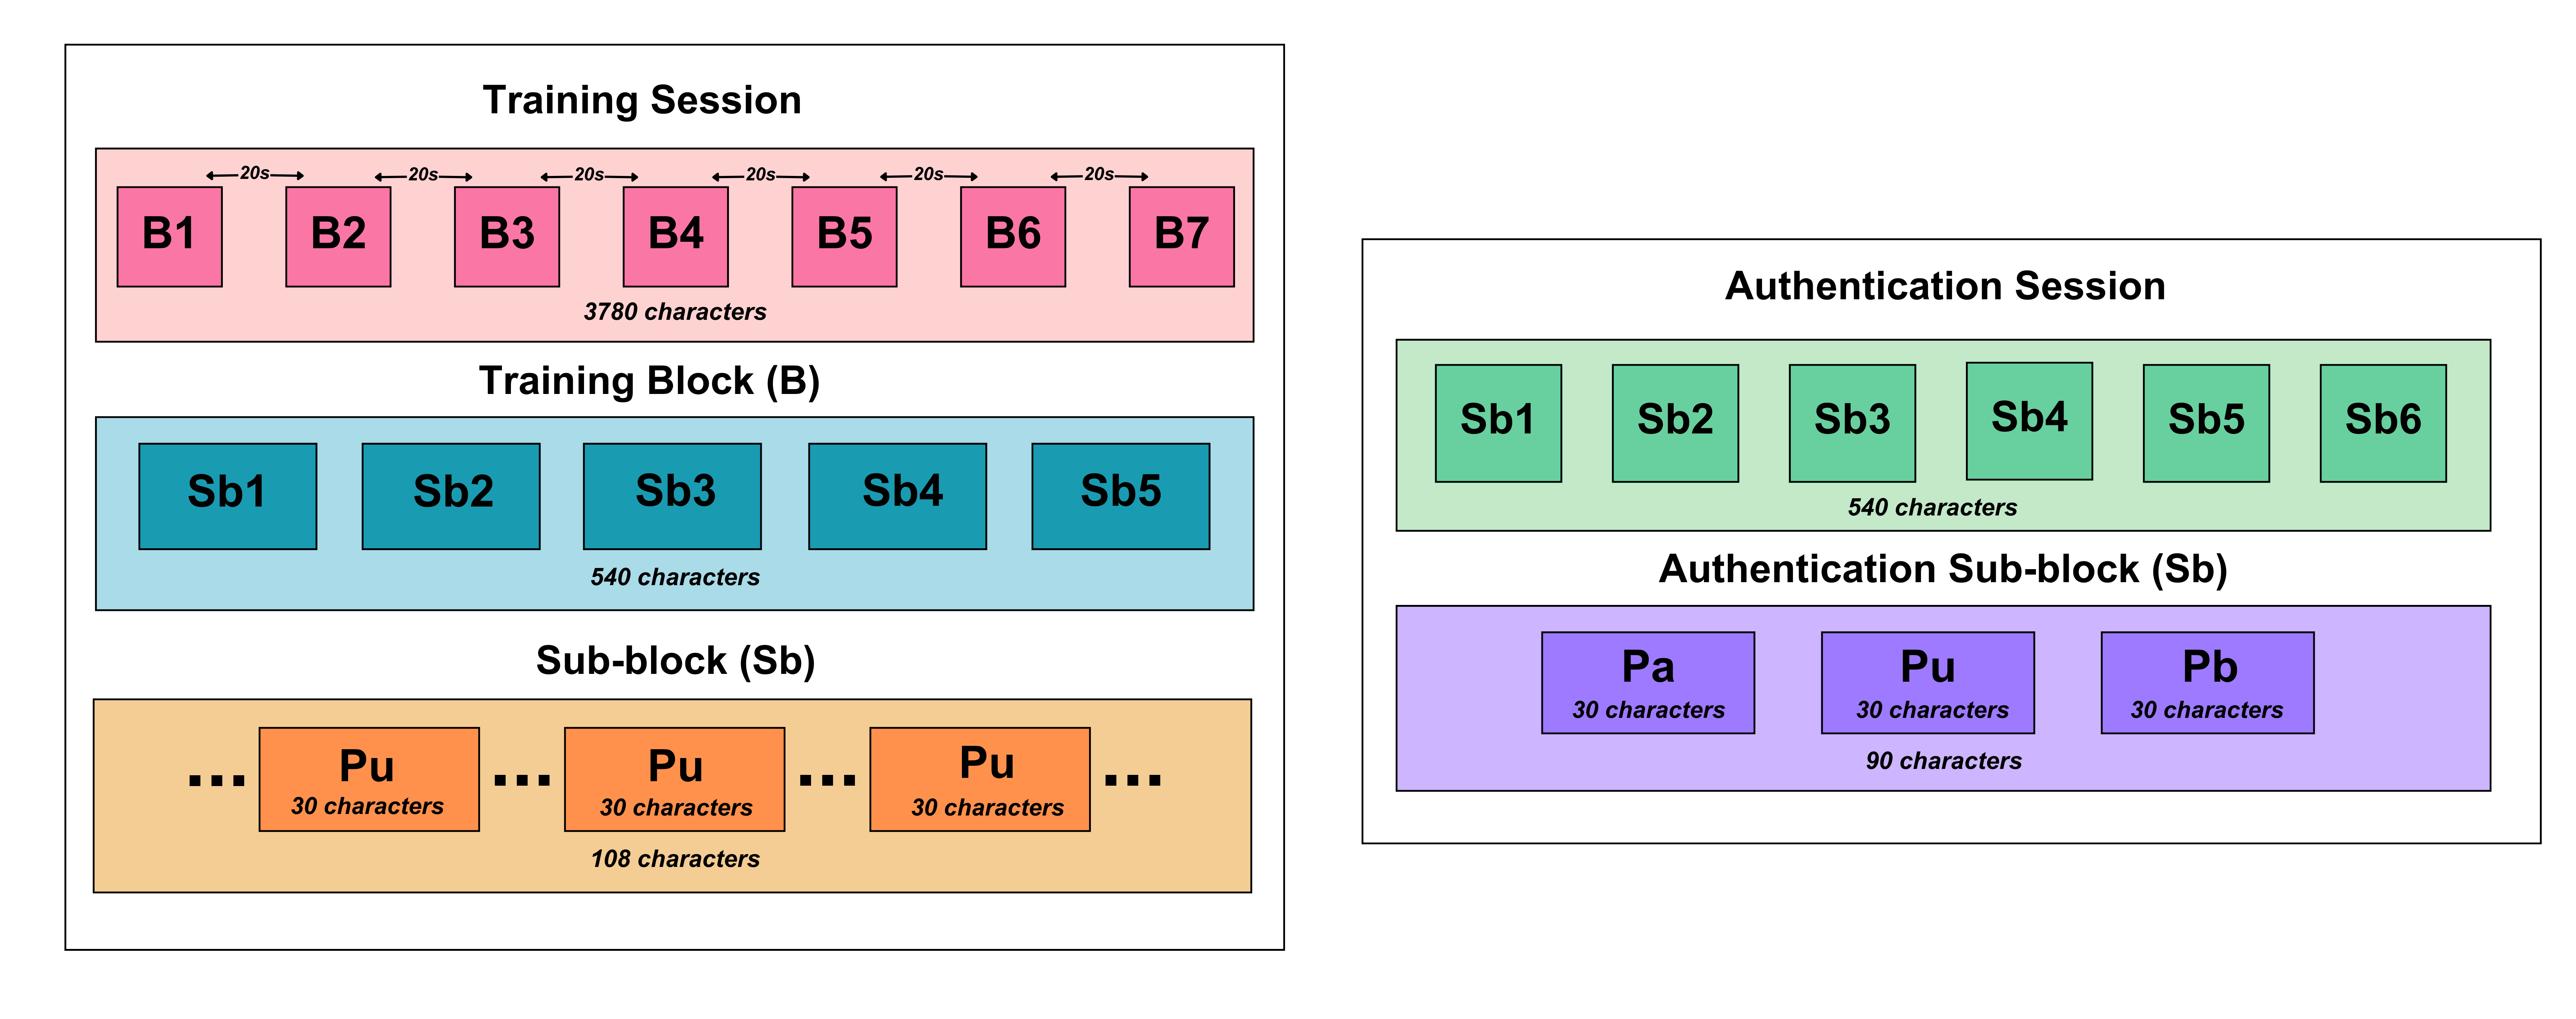 Training Session
20s 20s 20s 20s 20s 20s
B1 B2 B3 B4 B5 B6 B7
3780 characters
Training Block (B)
Sb1 Sb2 Sb3 Sb4 Sb5
540 characters
Sub-block (Sb)
... Pu ... Pu ... Pu ...
30 characters 30 characters 30 characters
108 characters
Authentication Session
Sb1 Sb2 Sb3 Sb4 Sb5 Sb6
540 characters
Authentication Sub-block (Sb)
Pa Pu Pb
30 characters 30 characters 30 characters
90 characters